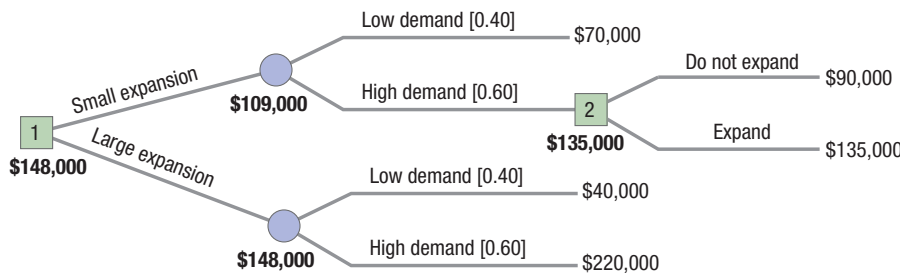 Low demand [0.40]
$70,000
Small expansion
High demand [0.60]
$109,000
Do not expand
$90,000
2
$135,000
Expand
$135,000
1
$148,000
Large expansion
Low demand [0.40]
$40,000
$148,000
High demand [0.60]
$220,000